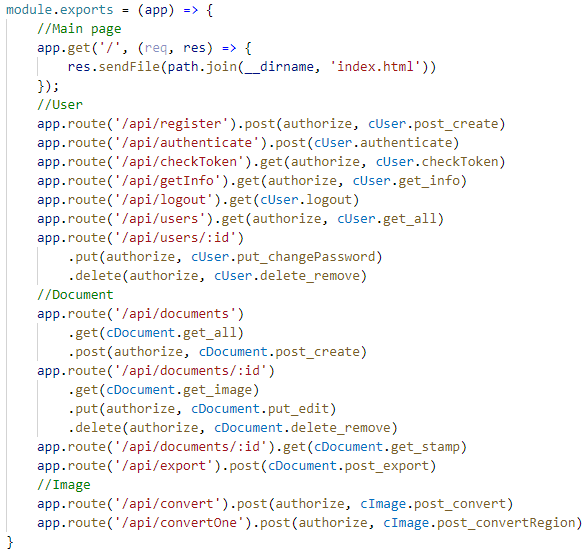 module.exports = (app) => {
    //Main page
    app.get('/', (req, res) => {
        res.sendFile(path.join(__dirname, 'index.html'))
    });
    //User
    app.route('/api/register').post(authorize, cUser.post_create)
    app.route('/api/authenticate').post(cUser.authenticate)
    app.route('/api/checkToken').get(authorize, cUser.checkToken)
    app.route('/api/getInfo').get(authorize, cUser.get_info)
    app.route('/api/logout').get(cUser.logout)
    app.route('/api/users').get(authorize, cUser.get_all)
    app.route('/api/users/:id')
        .put(authorize, cUser.put_changePassword)
        .delete(authorize, cUser.delete_remove)
    //Document
    app.route('/api/documents')
        .get(cDocument.get_all)
        .post(authorize, cDocument.post_create)
    app.route('/api/documents/:id')
        .get(cDocument.get_image)
        .put(authorize, cDocument.put_edit)
        .delete(authorize, cDocument.delete_remove)
    app.route('/api/documents/:id').get(cDocument.get_stamp)
    app.route('/api/export').post(cDocument.post_export)
    //Image
    app.route('/api/convert').post(authorize, cImage.post_convert)
    app.route('/api/convertOne').post(authorize, cImage.post_convertRegion)
}